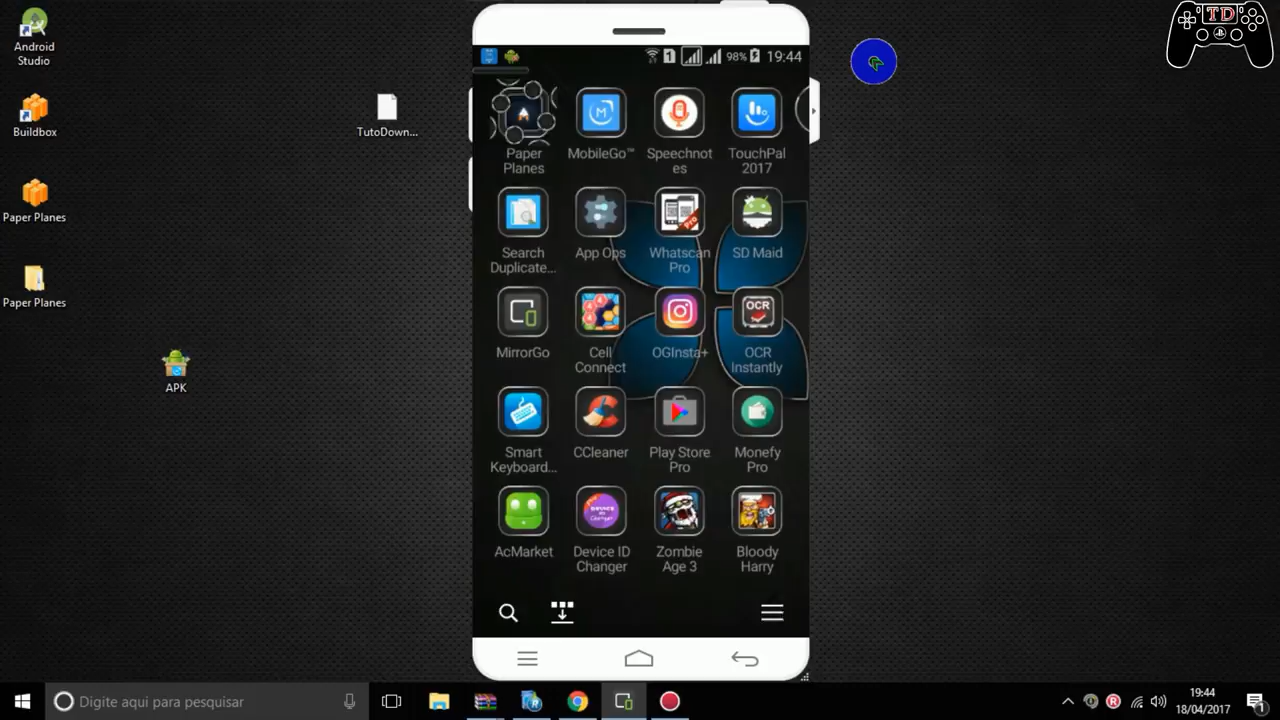 Android
Studio
Buildbox
Paper Planes
Paper Planes
APK
TutoDown...
TD
1
98%
19:44
Paper
Planes
M
MobileGo™
Speechnot
es
TouchPal
2017
Search
Duplicate...
App Ops
Pro
Whatscan
Pro
SD Maid
MirrorGo
Cell
Connect
OGInsta+
OCR
OCR
Instantly
Smart
Keyboard...
CCleaner
Play Store
Pro
Monefy
Pro
AcMarket
Device ID
Changer
Zombie
Age 3
Bloody
Harry
Digite aqui para pesquisar
R
19:44
18/04/2017
1